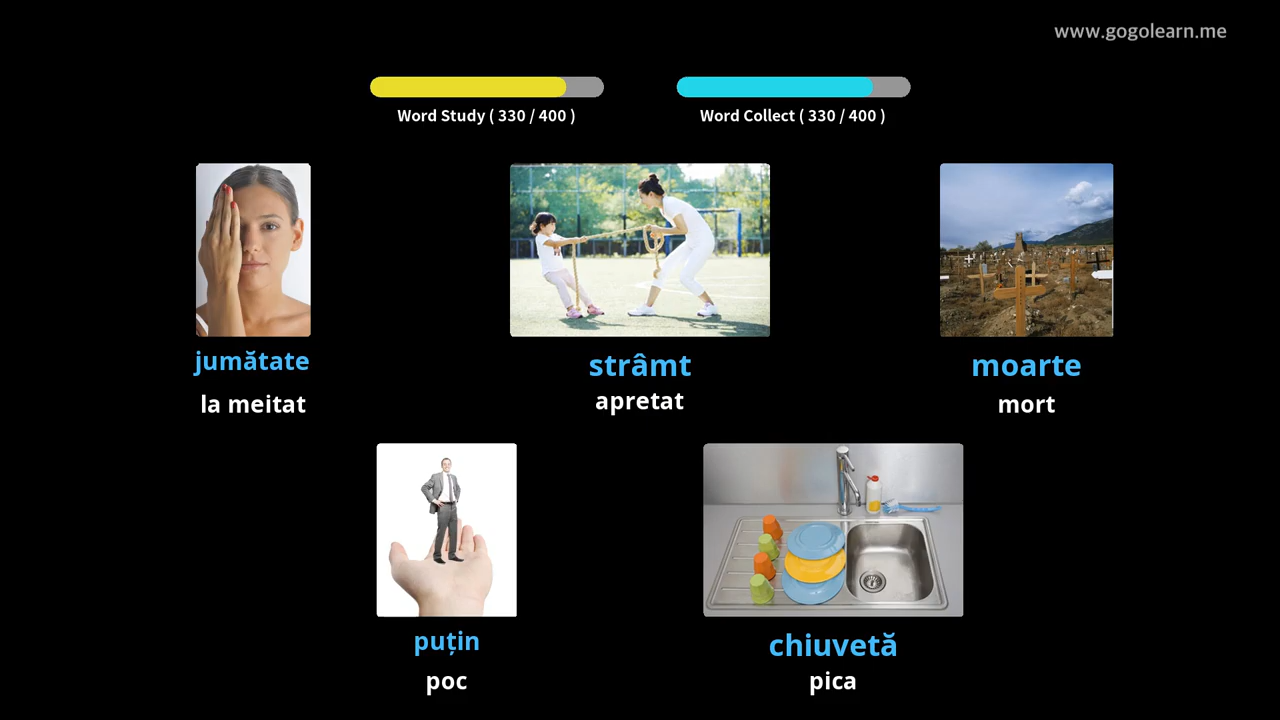 www.gogolearn.me
Word Study ( 330 / 400 )
Word Collect ( 330 / 400 )
jumătate
strâmt
moarte
la meitat
apretat
mort
puțin
chiuvetă
poc
pica